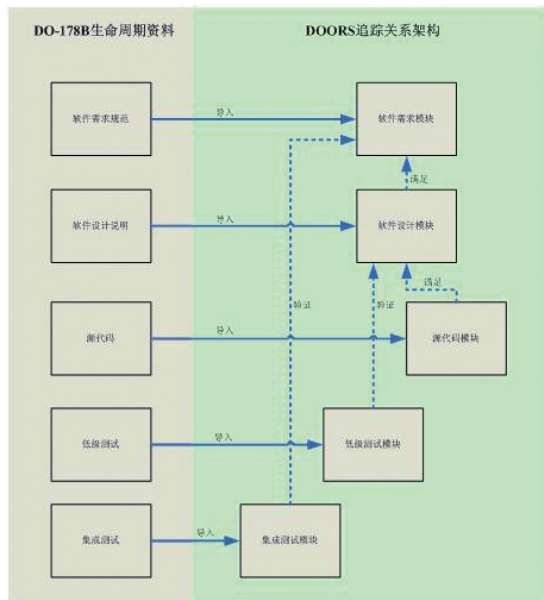 DO-178B生命周期资料
DOORS追踪关系架构
软件需求规范
导入
软件需求模块
满足
软件设计说明
导入
软件设计模块
验证
验证
满足
源代码
导入
源代码模块
低级测试
导入
低级测试模块
集成测试
导入
集成测试模块